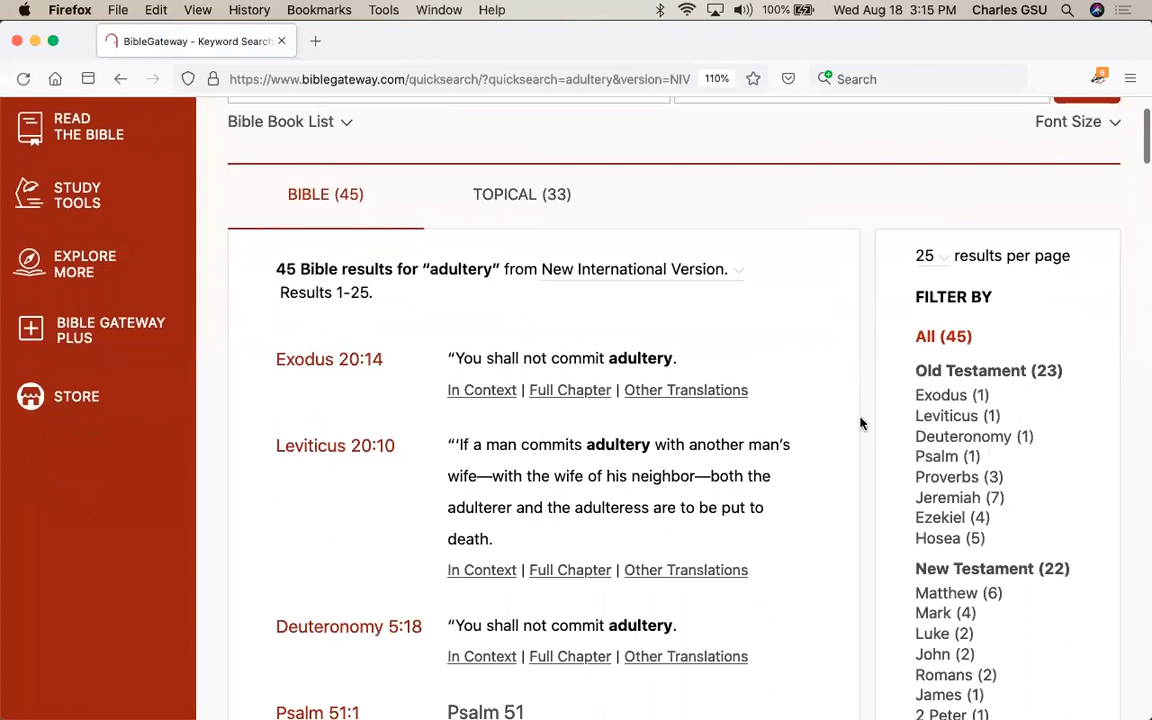 Firefox File Edit View History Bookmarks Tools Window Help 100% Wed Aug 18 3:15 PM Charles GSU
BibleGateway - Keyword Search
https://www.biblegateway.com/quicksearch/?quicksearch=adultery&version=NIV 110% Search 6
READ
THE BIBLE
STUDY
TOOLS
EXPLORE
MORE
BIBLE GATEWAY
PLUS
STORE
Bible Book List Font Size
BIBLE (45) TOPICAL (33)
45 Bible results for “adultery” from New International Version.
Results 1-25.
Exodus 20:14 “You shall not commit adultery.
In Context | Full Chapter | Other Translations
Leviticus 20:10 “‘If a man commits adultery with another man’s
wife—with the wife of his neighbor—both the
adulterer and the adulteress are to be put to
death.
In Context | Full Chapter | Other Translations
Deuteronomy 5:18 “You shall not commit adultery.
In Context | Full Chapter | Other Translations
Psalm 51:1 Psalm 51
25 results per page
FILTER BY
All (45)
Old Testament (23)
Exodus (1)
Leviticus (1)
Deuteronomy (1)
Psalm (1)
Proverbs (3)
Jeremiah (7)
Ezekiel (4)
Hosea (5)
New Testament (22)
Matthew (6)
Mark (4)
Luke (2)
John (2)
Romans (2)
James (1)
2 Peter (1)